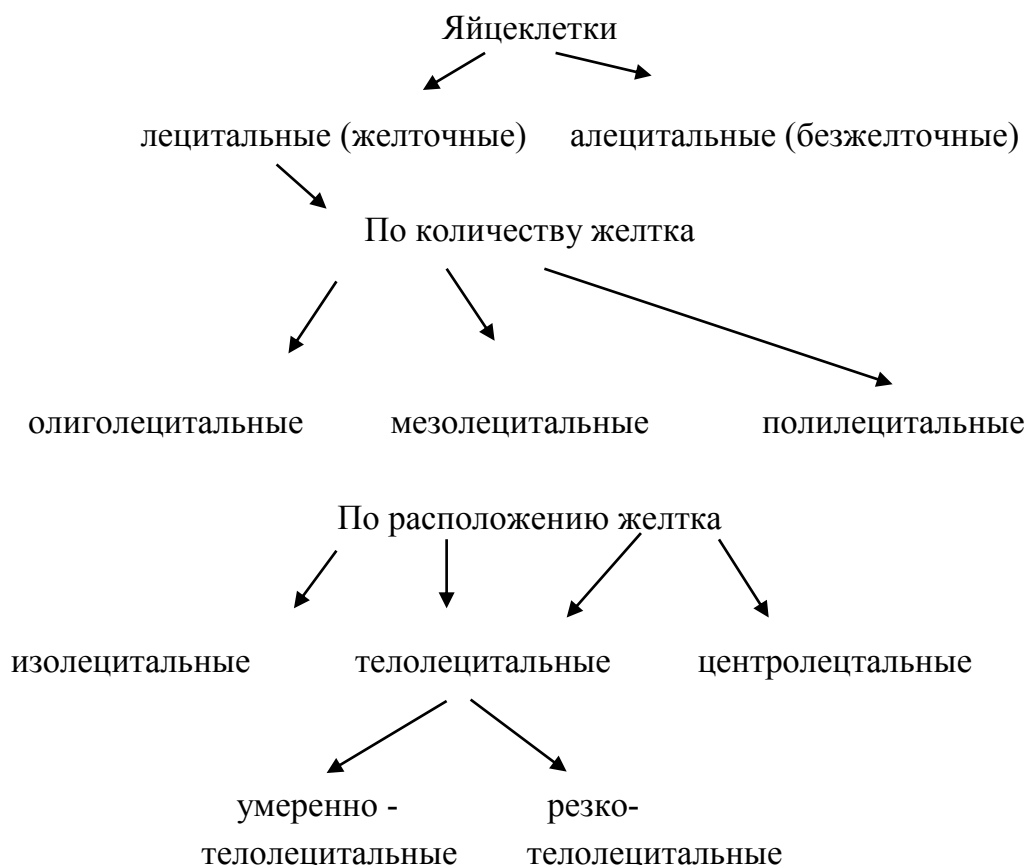 Яйцеклетки
лецитальные (желточные) алецитальные (безжелточные)
По количеству желтка
олиголецитальные мезолецитальные полилецитальные
По расположению желтка
изолецитальные телолецитальные центролецтальные
умеренно - резко-
телолецитальные телолецитальные